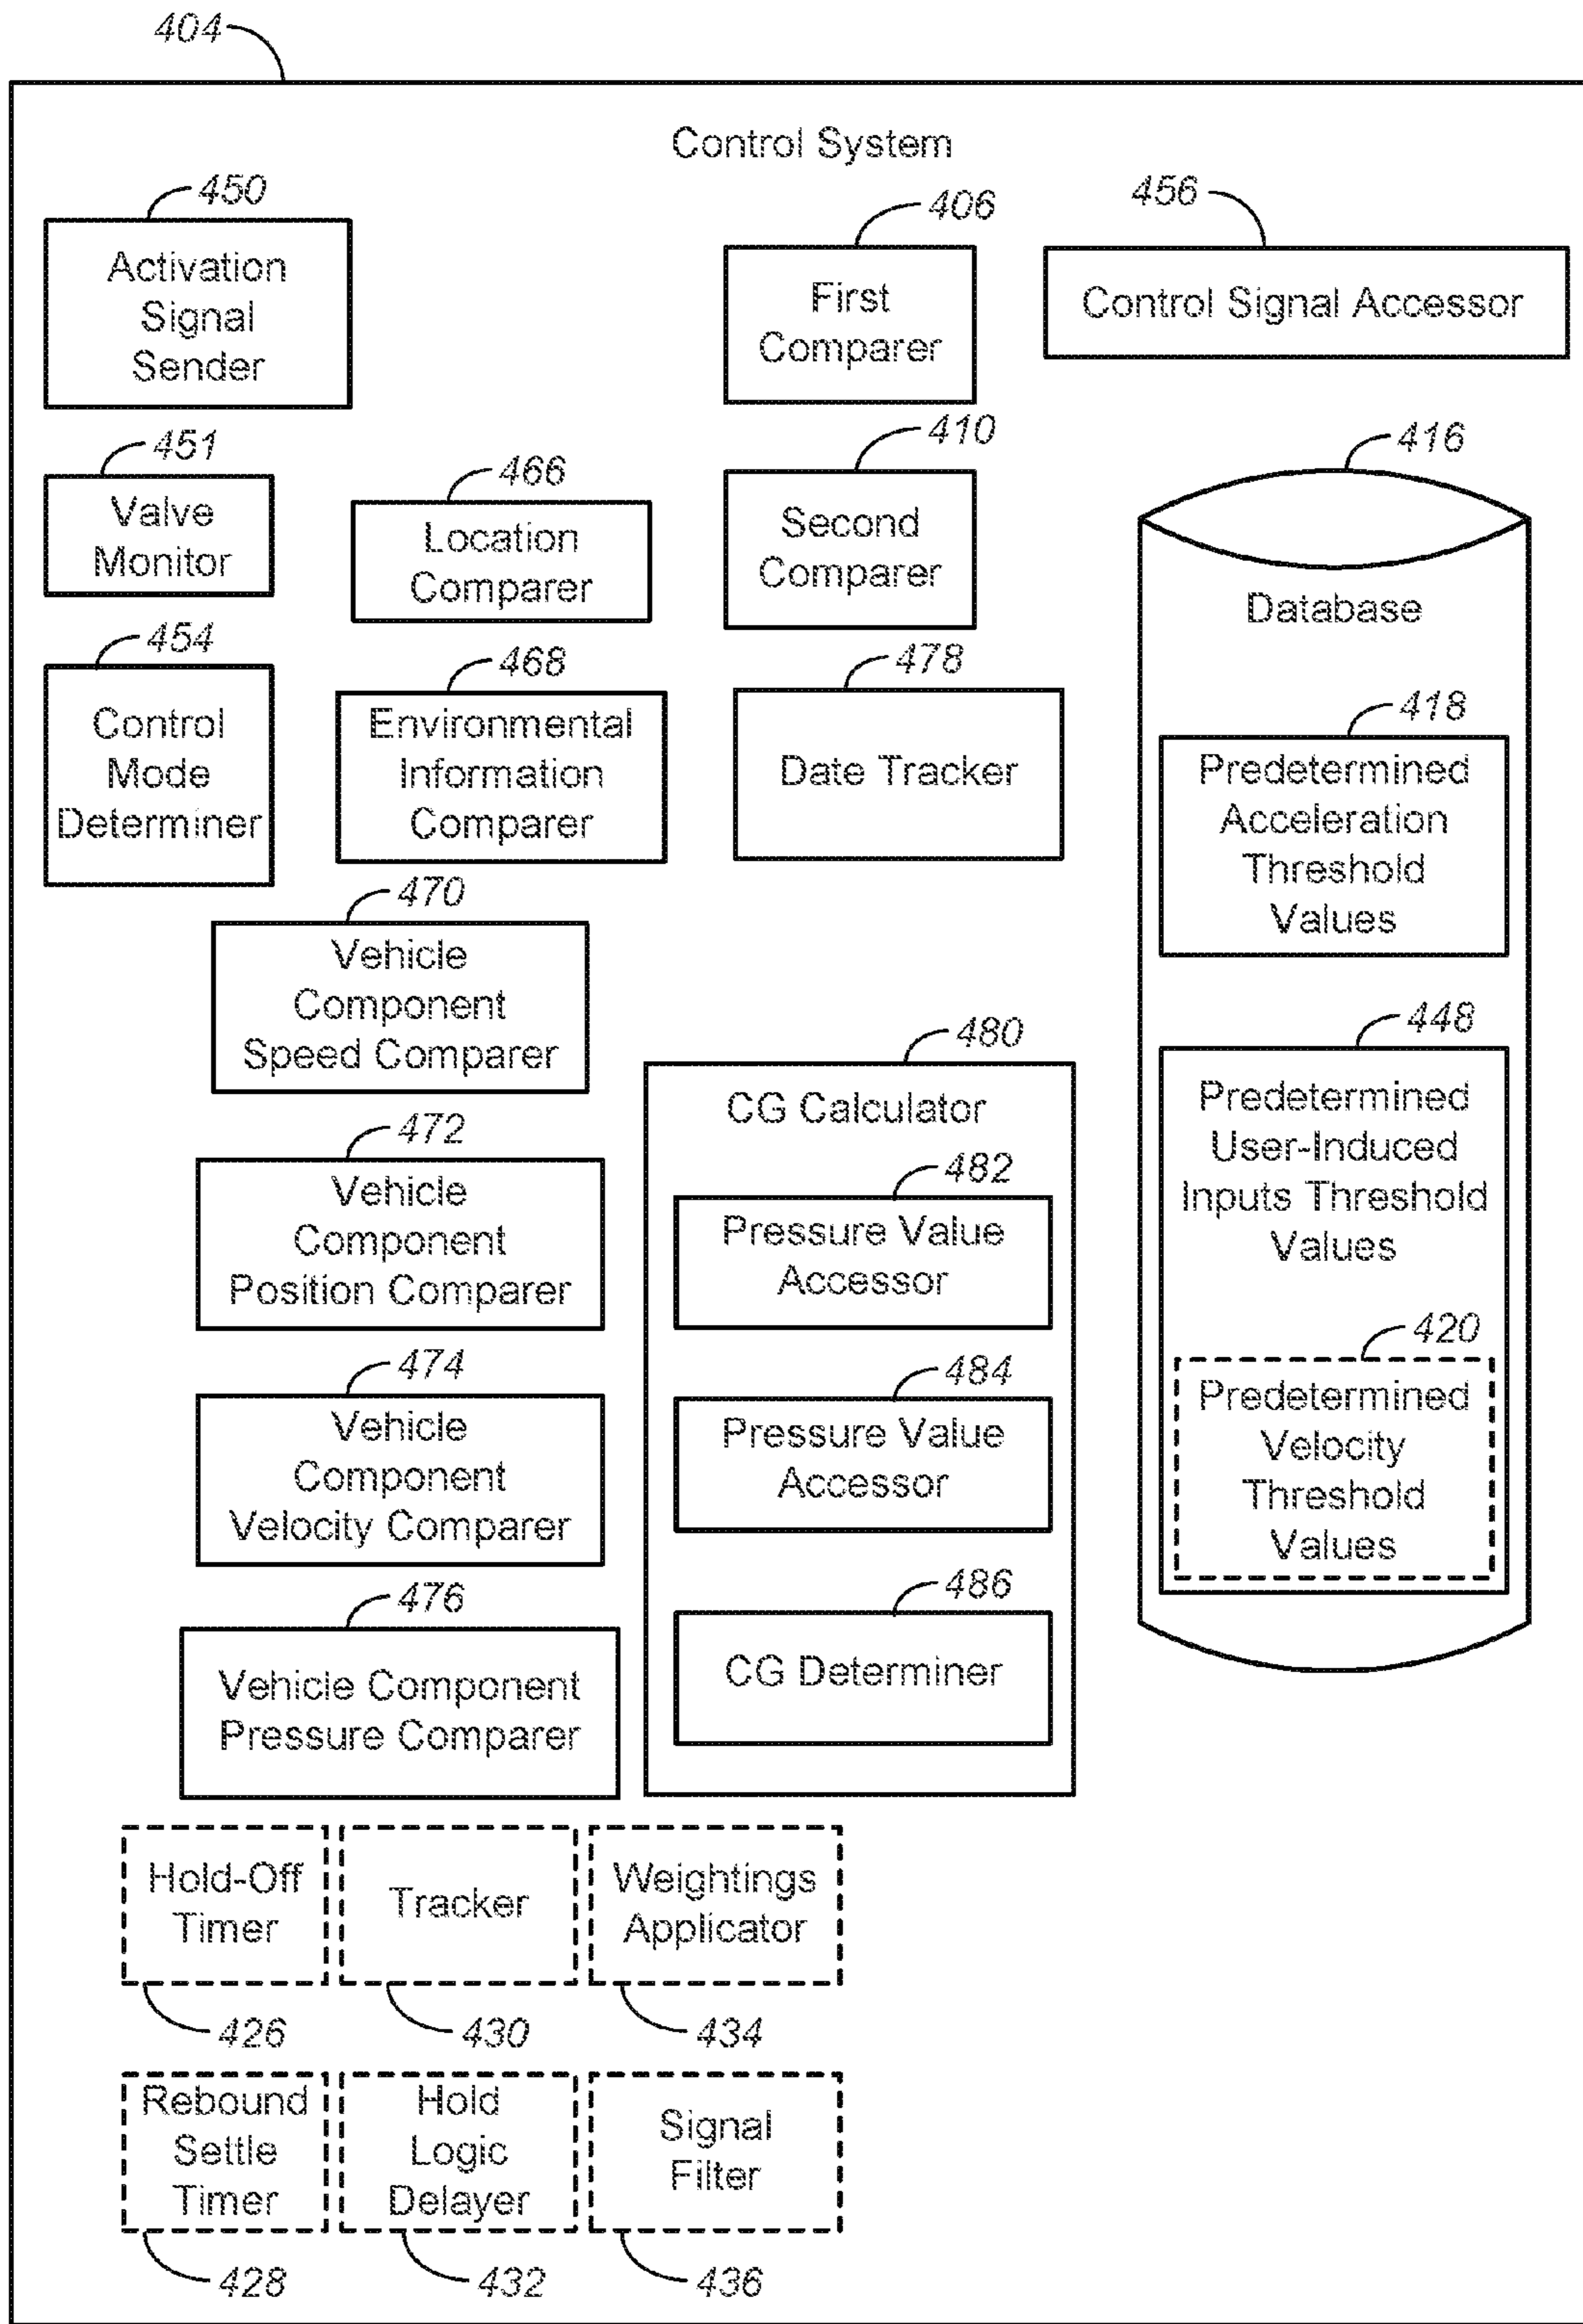 404
Control System
450
Activation
Signal
Sender
406
First
Comparer
456
Control Signal Accessor
451
Valve
Monitor
466
Location
Comparer
410
Second
Comparer
416
Database
454
Control
Mode
Determiner
468
Environmental
Information
Comparer
478
Date Tracker
418
Predetermined
Acceleration
Threshold
Values
470
Vehicle
Component
Speed Comparer
448
Predetermined
User-Induced
Inputs Threshold
Values
420
Predetermined
Velocity
Threshold
Values
480
CG Calculator
482
Pressure Value
Accessor
484
Pressure Value
Accessor
486
CG Determiner
472
Vehicle
Component
Position Comparer
474
Vehicle
Component
Velocity Comparer
476
Vehicle Component
Pressure Comparer
Hold-Off
Timer
426
Tracker
430
Weightings
Applicator
434
Rebound
Settle
Timer
428
Hold
Logic
Delayer
432
Signal
Filter
436